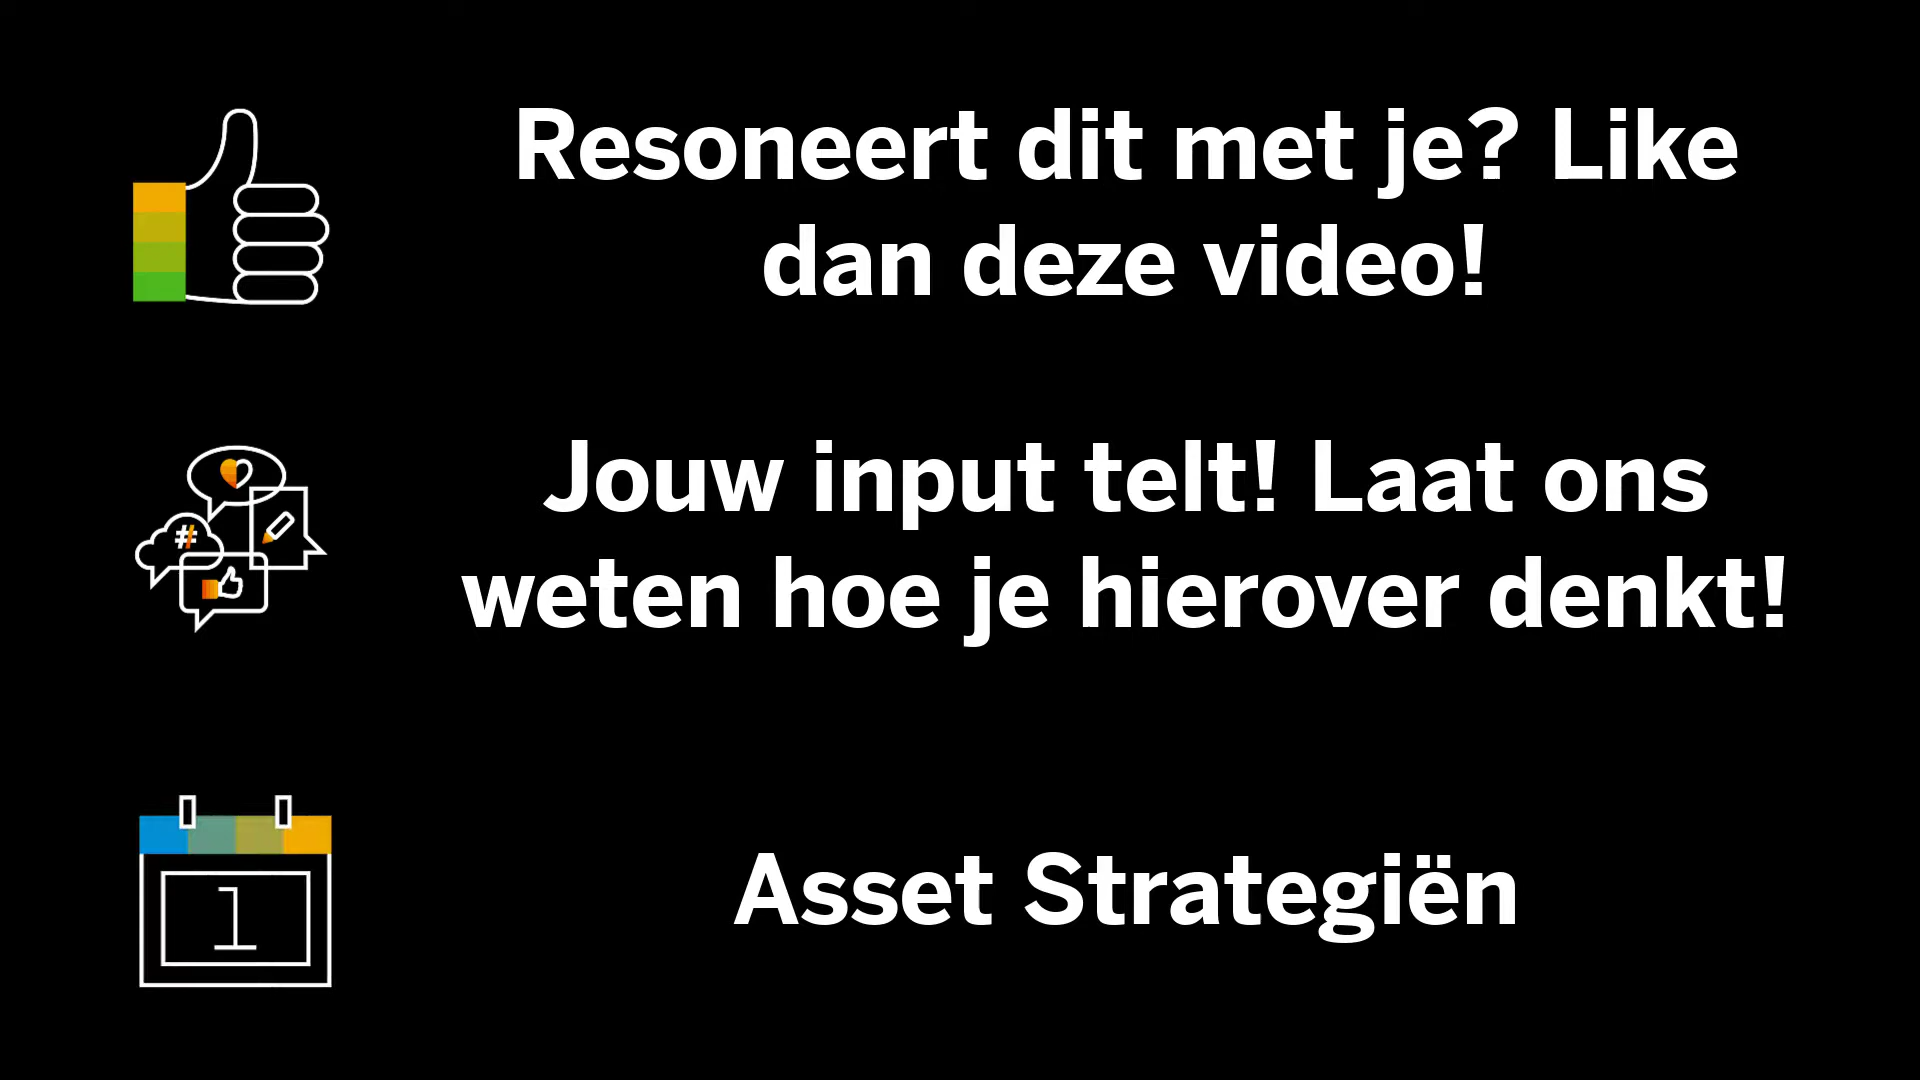 Resoneert dit met je? Like
dan deze video!
#
Jouw input telt! Laat ons
weten hoe je hierover denkt!
1
Asset Strategiën